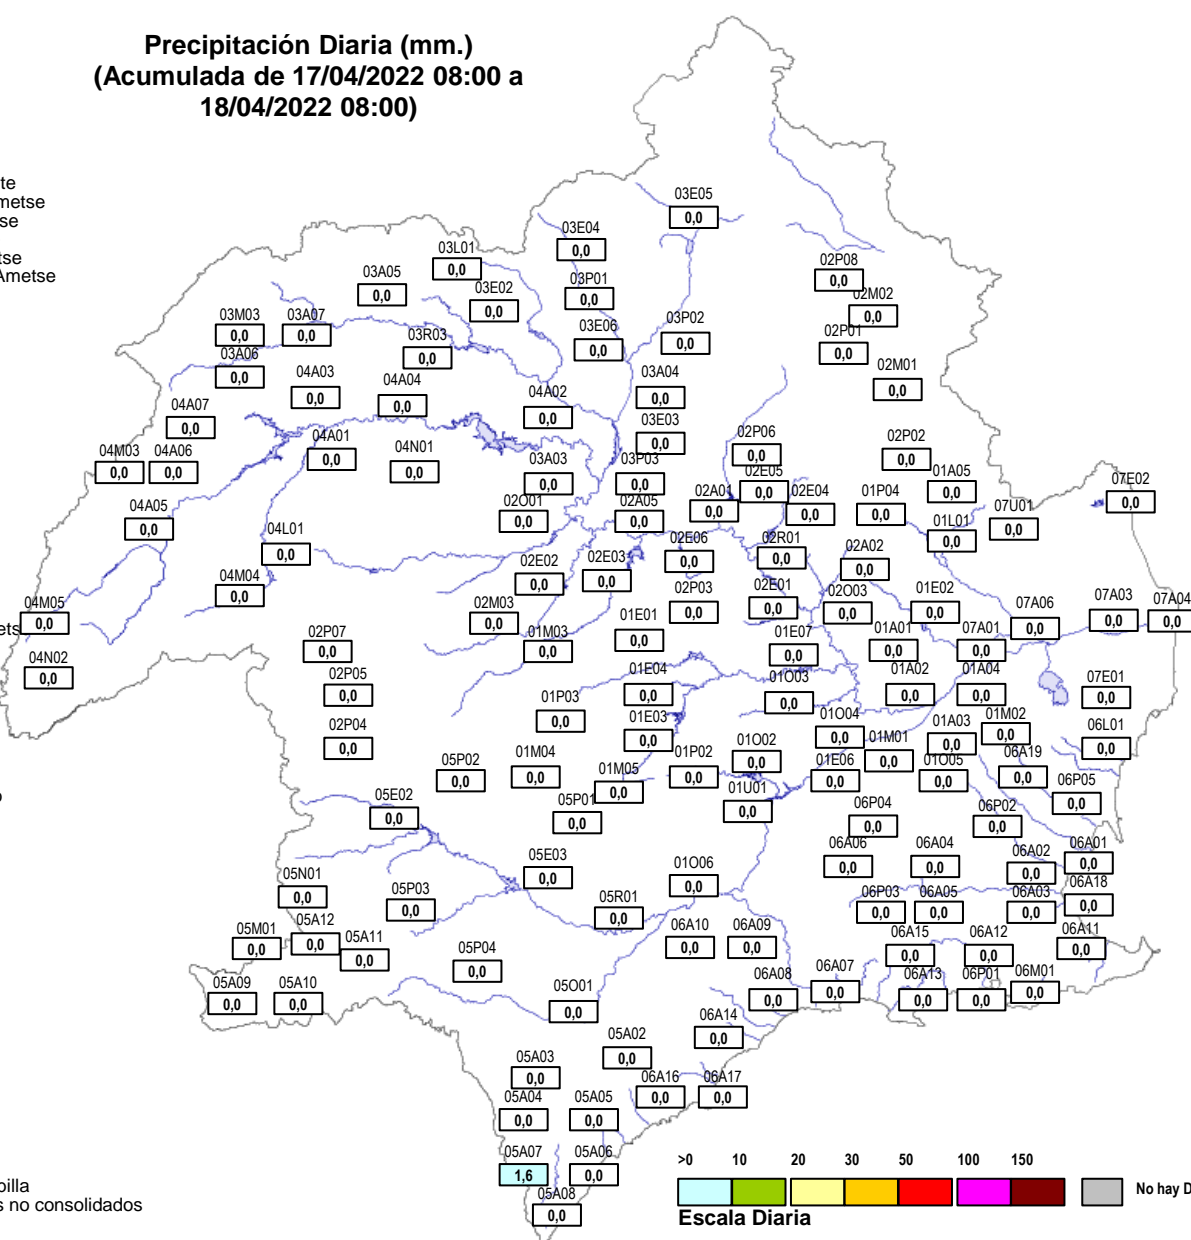 Precipitación Diaria (mm.)
(Acumulada de 17/04/2022 08:00 a
18/04/2022 08:00)
te
metse
se
tse
Ametse
03E05
0,0
03E04
0,0
03L01
0,0
02P08
0,0
03A05
0,0
03P01
0,0
03E02
0,0
02M02
0,0
03M03
0,0
03A07
0,0
03P02
0,0
03E06
0,0
02P01
0,0
03R03
0,0
03A06
0,0
02M01
0,0
04A03
0,0
04A04
0,0
03A04
0,0
04A02
0,0
04A07
0,0
03E03
0,0
04A01
0,0
02P06
0,0
02P02
0,0
04M03
0,0
04A06
0,0
04N01
0,0
03A03
0,0
03P03
0,0
02E05
0,0
01A05
0,0
07E02
0,0
02O01
0,0
02A05
0,0
02A01
0,0
02E04
0,0
01P04
0,0
04A05
0,0
07U01
0,0
01L01
0,0
04L01
0,0
02E06
0,0
02R01
0,0
02A02
0,0
02E02
0,0
02E03
0,0
04M04
0,0
02P03
0,0
02E01
0,0
02O03
0,0
01E02
0,0
04M05
0,0
02M03
0,0
07A06
0,0
07A03
0,0
07A04
0,0
ets
01E01
0,0
01M03
0,0
02P07
0,0
01E07
0,0
01A01
0,0
07A01
0,0
04N02
0,0
02P05
0,0
01E04
0,0
01O03
0,0
01A02
0,0
01A04
0,0
07E01
0,0
01P03
0,0
01E03
0,0
02P04
0,0
01O04
0,0
01A03
0,0
01M02
0,0
06L01
0,0
05P02
0,0
01M04
0,0
01M05
0,0
01P02
0,0
01O02
0,0
01M01
0,0
01E06
0,0
01O05
0,0
06A19
0,0
06P05
0,0
o
05E02
0,0
05P01
0,0
01U01
0,0
06P04
0,0
06P02
0,0
05E03
0,0
01O06
0,0
06A06
0,0
06A04
0,0
06A02
0,0
06A01
0,0
05N01
0,0
05P03
0,0
05R01
0,0
06P03
0,0
06A05
0,0
06A03
0,0
06A18
0,0
05M01
0,0
05A12
0,0
05A11
0,0
05P04
0,0
06A10
0,0
06A09
0,0
06A15
0,0
06A12
0,0
06A11
0,0
05A09
0,0
05A10
0,0
05O01
0,0
06A08
0,0
06A07
0,0
06A13
0,0
06P01
0,0
06M01
0,0
06A14
0,0
05A02
0,0
05A03
0,0
06A16
0,0
06A17
0,0
05A04
0,0
05A05
0,0
05A07
1,6
05A06
0,0
05A08
0,0
>0 10 20 30 50 100 150
No hay D
Escala Diaria
oilla
s no consolidados